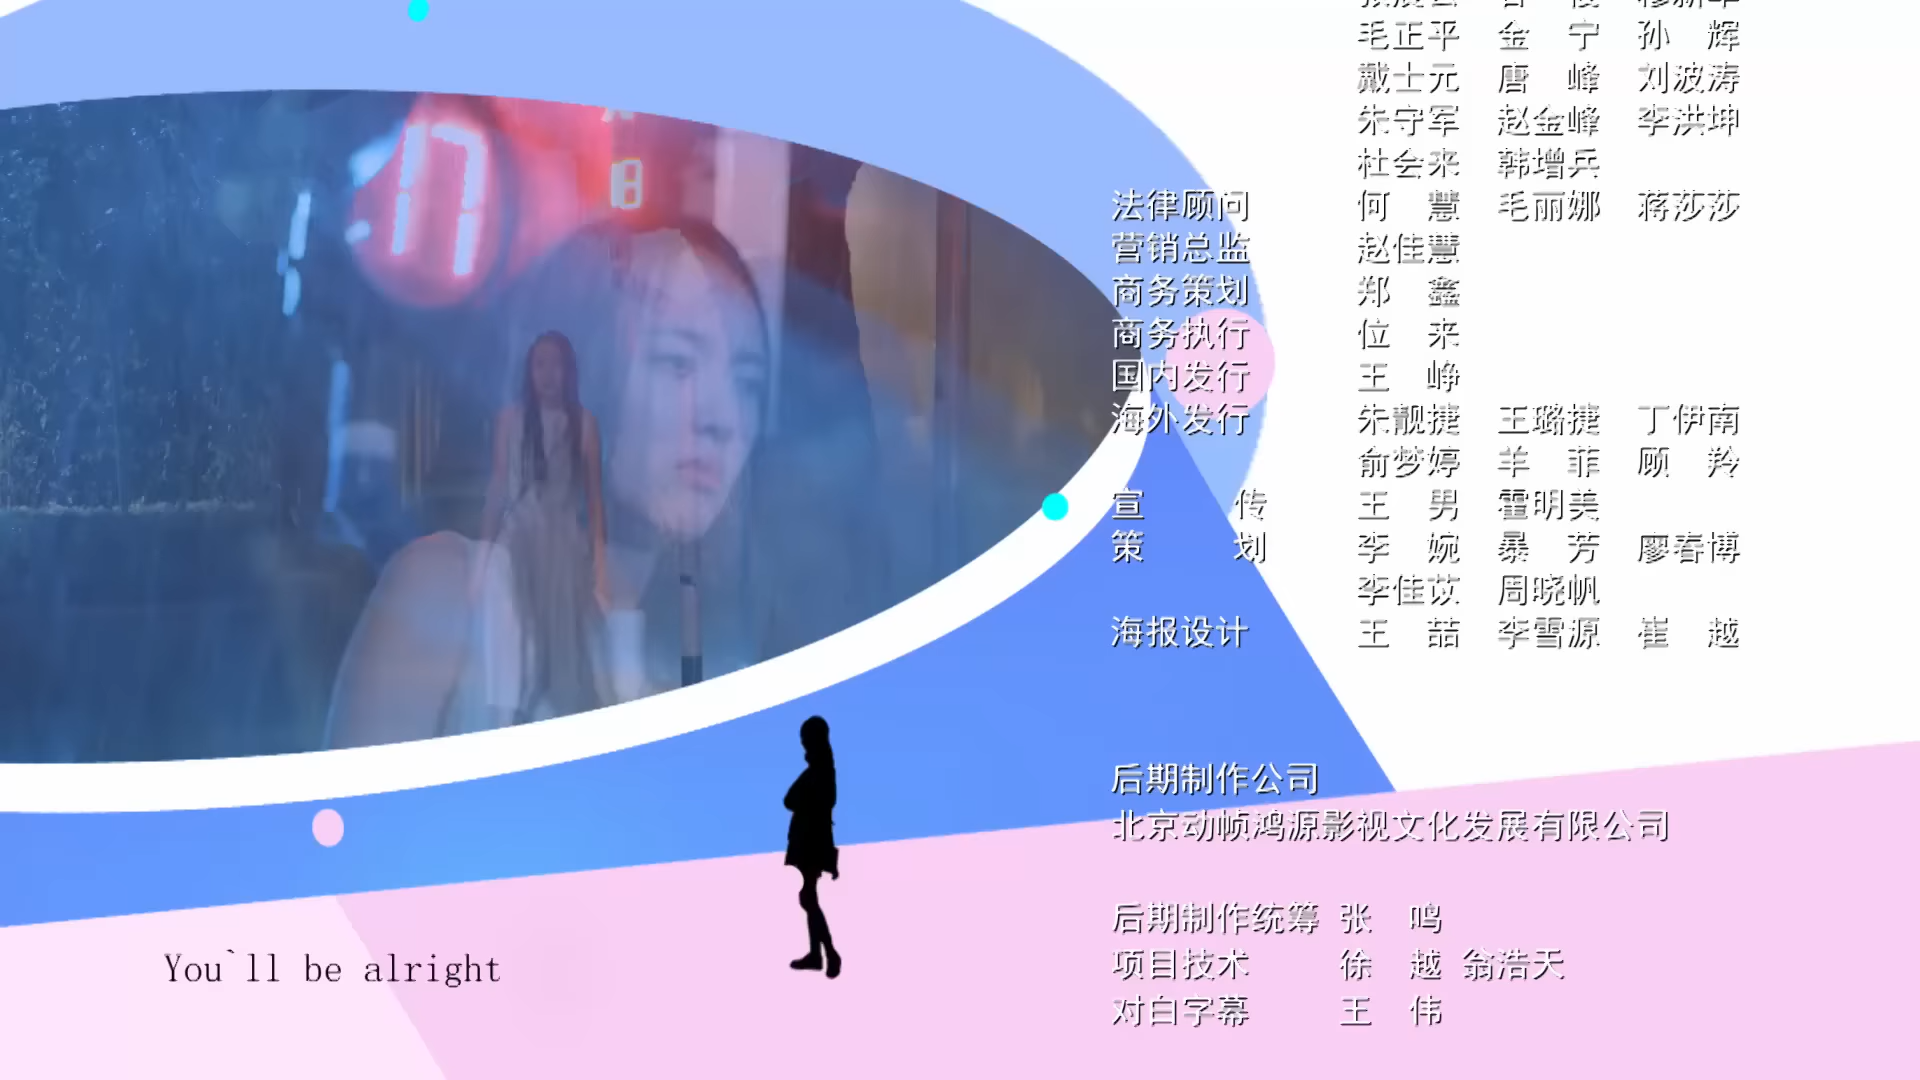 毛正平 金 宁 孙 辉
戴士元 唐 峰 刘波涛
朱守军 赵金峰 李洪坤
杜会来 韩增兵
法律顾问 何 慧 毛丽娜 蒋莎莎
营销总监 赵佳慧
商务策划 郑 鑫
商务执行 位 来
国内发行 王 峥
海外发行 朱靓捷 王璐捷 丁伊南
俞梦婷 羊 菲 顾 羚
宣 传 王 男 霍明美
策 划 李 婉 暴 芳 廖春博
李佳苡 周晓帆
海报设计 王 喆 李雪源 崔 越
后期制作公司
北京动帧鸿源影视文化发展有限公司
后期制作统筹 张 鸣
项目技术 徐 越 翁浩天
对白字幕 王 伟
You`ll be alright
17
18